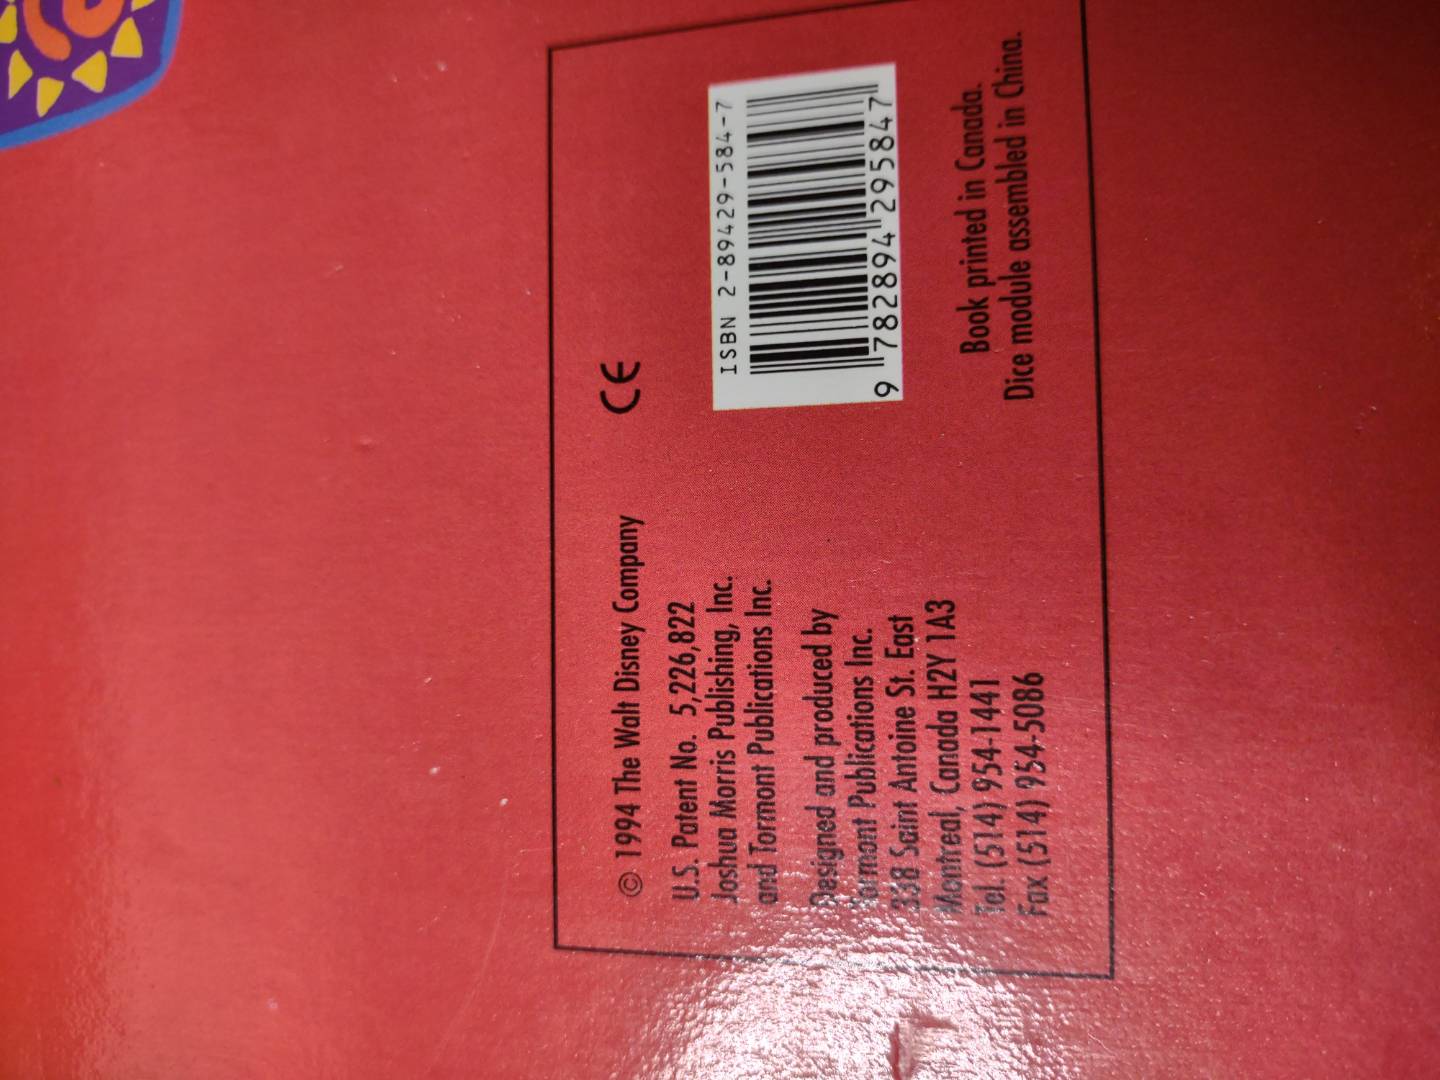 © 1994 The Walt Disney Company
CE
U.S. Patent No. 5,226,822
Joshua Morris Publishing, Inc.
and Tormont Publications Inc.
Designed and produced by
Tormont Publications Inc.
338 Saint Antoine St. East
Montreal, Canada H2Y 1A3
Tel. (514) 954-1441
Fax (514) 954-5086
ISBN 2-89429-584-7
9 782894 295847
Book printed in Canada.
Dice module assembled in China.